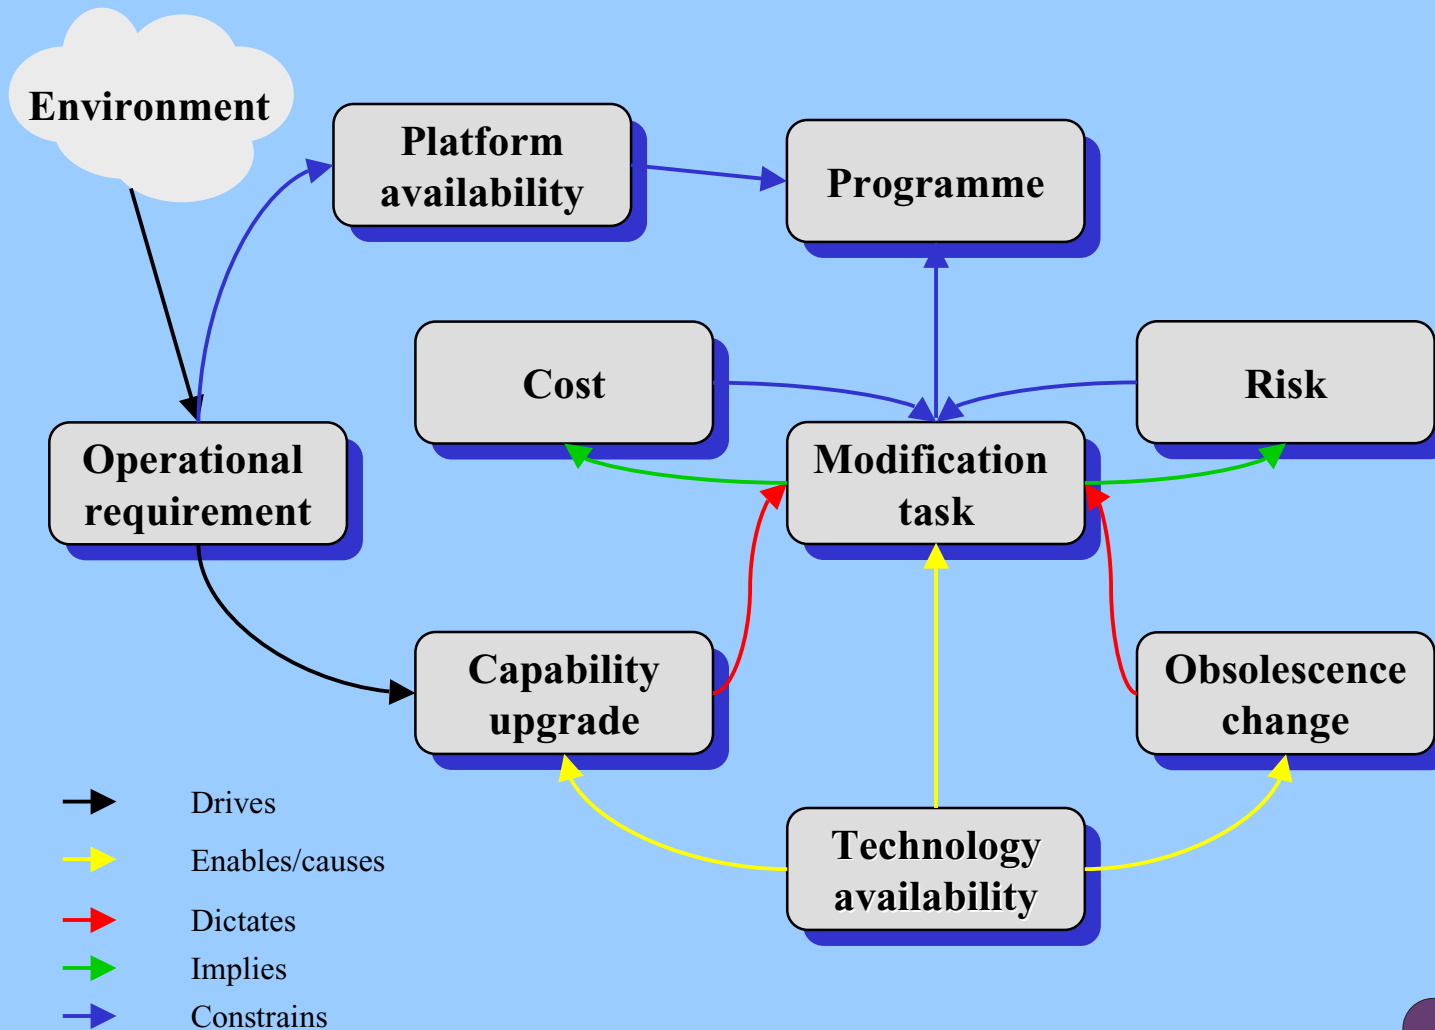 Environment
Platform
availability
Programme
Cost
Risk
Operational
requirement
Modification
task
Capability
upgrade
Obsolescence
change
Technology
availability
Drives
Enables/causes
Dictates
Implies
Constrains